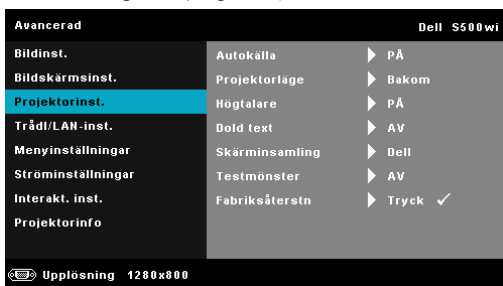 Avancerad Dell S500wi
Bildinst.
Bildskärmsinst.
Projektorinst.
Trådl/LAN-inst.
Menyinställningar
Ströminställningar
Interakt. inst.
Projektorinfo
Autokälla PÅ
Projektorläge Bakom
Högtalare PÅ
Dold text AV
Skärminsamling Dell
Testmönster AV
Fabriksåterstn Tryck ✓
Upplösning 1280x800